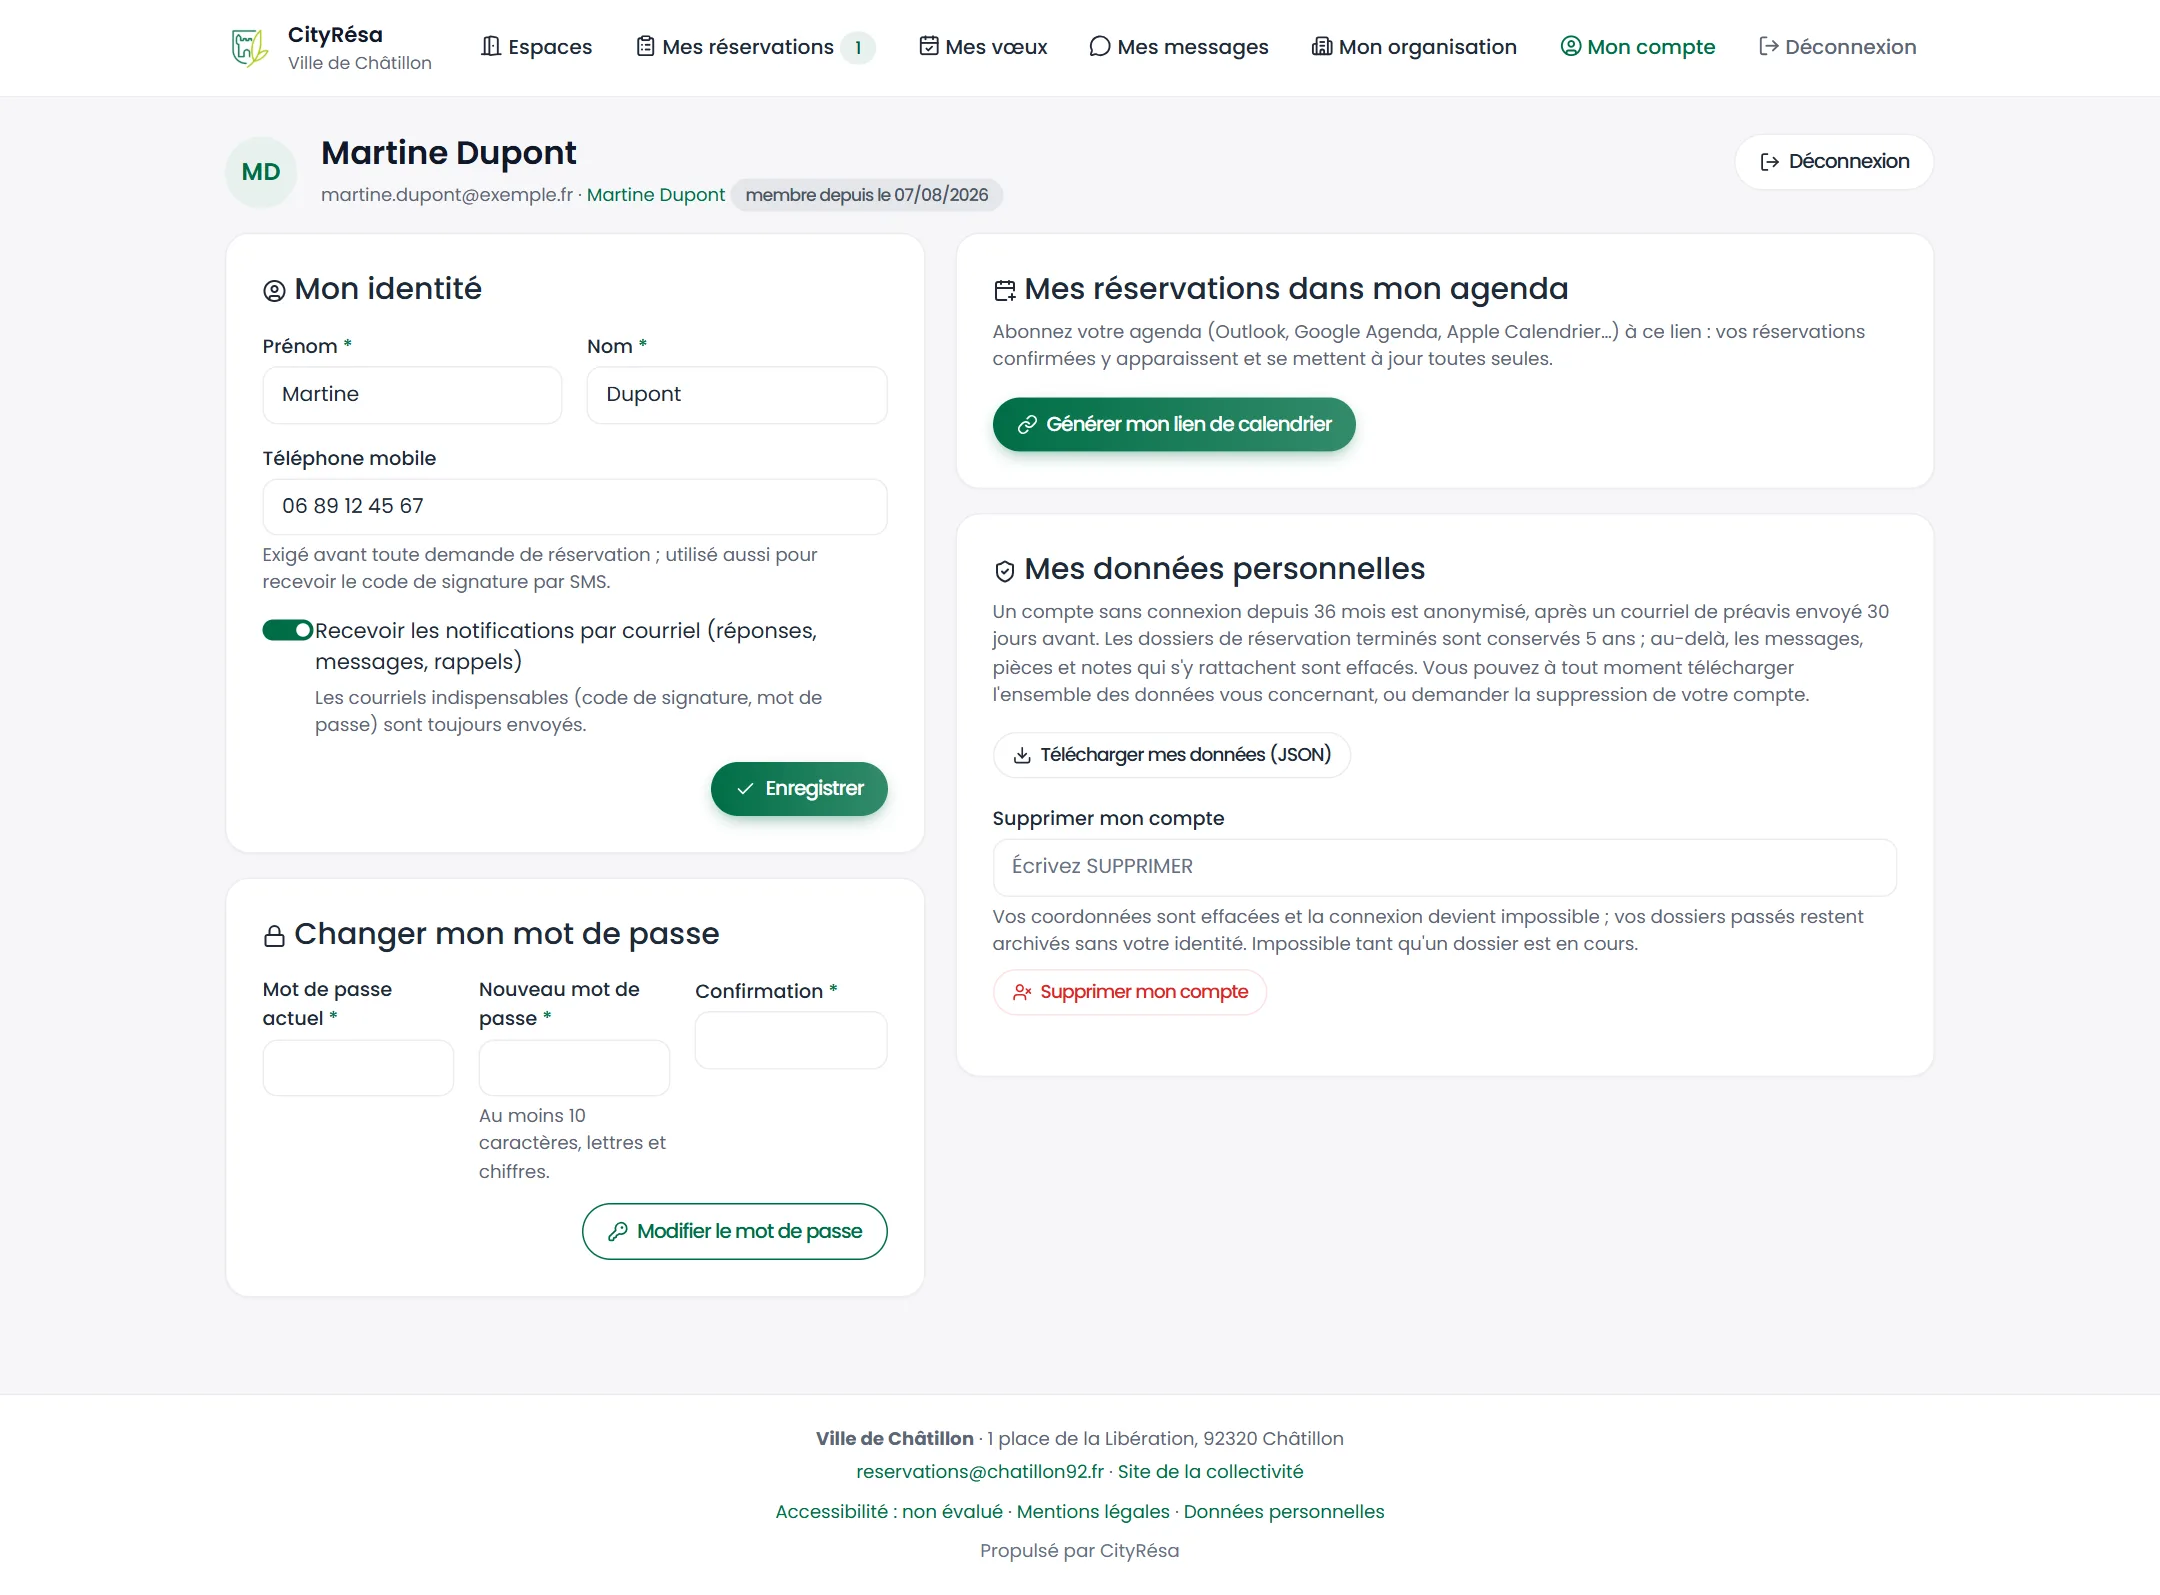 CityRésa
Ville de Châtillon
Espaces
Mes réservations 1
Mes vœux
Mes messages
Mon organisation
Mon compte
Déconnexion
MD
Martine Dupont
martine.dupont@exemple.fr · Martine Dupont membre depuis le 07/08/2026
Déconnexion
Mon identité
Prénom *
Nom *
Martine
Dupont
Téléphone mobile
06 89 12 45 67
Exigé avant toute demande de réservation ; utilisé aussi pour
recevoir le code de signature par SMS.
Recevoir les notifications par courriel (réponses,
messages, rappels)
Les courriels indispensables (code de signature, mot de
passe) sont toujours envoyés.
Enregistrer
Changer mon mot de passe
Mot de passe
actuel *
Nouveau mot de
passe *
Confirmation *
Au moins 10
caractères, lettres et
chiffres.
Modifier le mot de passe
Mes réservations dans mon agenda
Abonnez votre agenda (Outlook, Google Agenda, Apple Calendrier…) à ce lien : vos réservations
confirmées y apparaissent et se mettent à jour toutes seules.
Générer mon lien de calendrier
Mes données personnelles
Un compte sans connexion depuis 36 mois est anonymisé, après un courriel de préavis envoyé 30
jours avant. Les dossiers de réservation terminés sont conservés 5 ans ; au-delà, les messages,
pièces et notes qui s'y rattachent sont effacés. Vous pouvez à tout moment télécharger
l'ensemble des données vous concernant, ou demander la suppression de votre compte.
Télécharger mes données (JSON)
Supprimer mon compte
Écrivez SUPPRIMER
Vos coordonnées sont effacées et la connexion devient impossible ; vos dossiers passés restent
archivés sans votre identité. Impossible tant qu'un dossier est en cours.
Supprimer mon compte
Ville de Châtillon · 1 place de la Libération, 92320 Châtillon
reservations@chatillon92.fr · Site de la collectivité
Accessibilité : non évalué · Mentions légales · Données personnelles
Propulsé par CityRésa